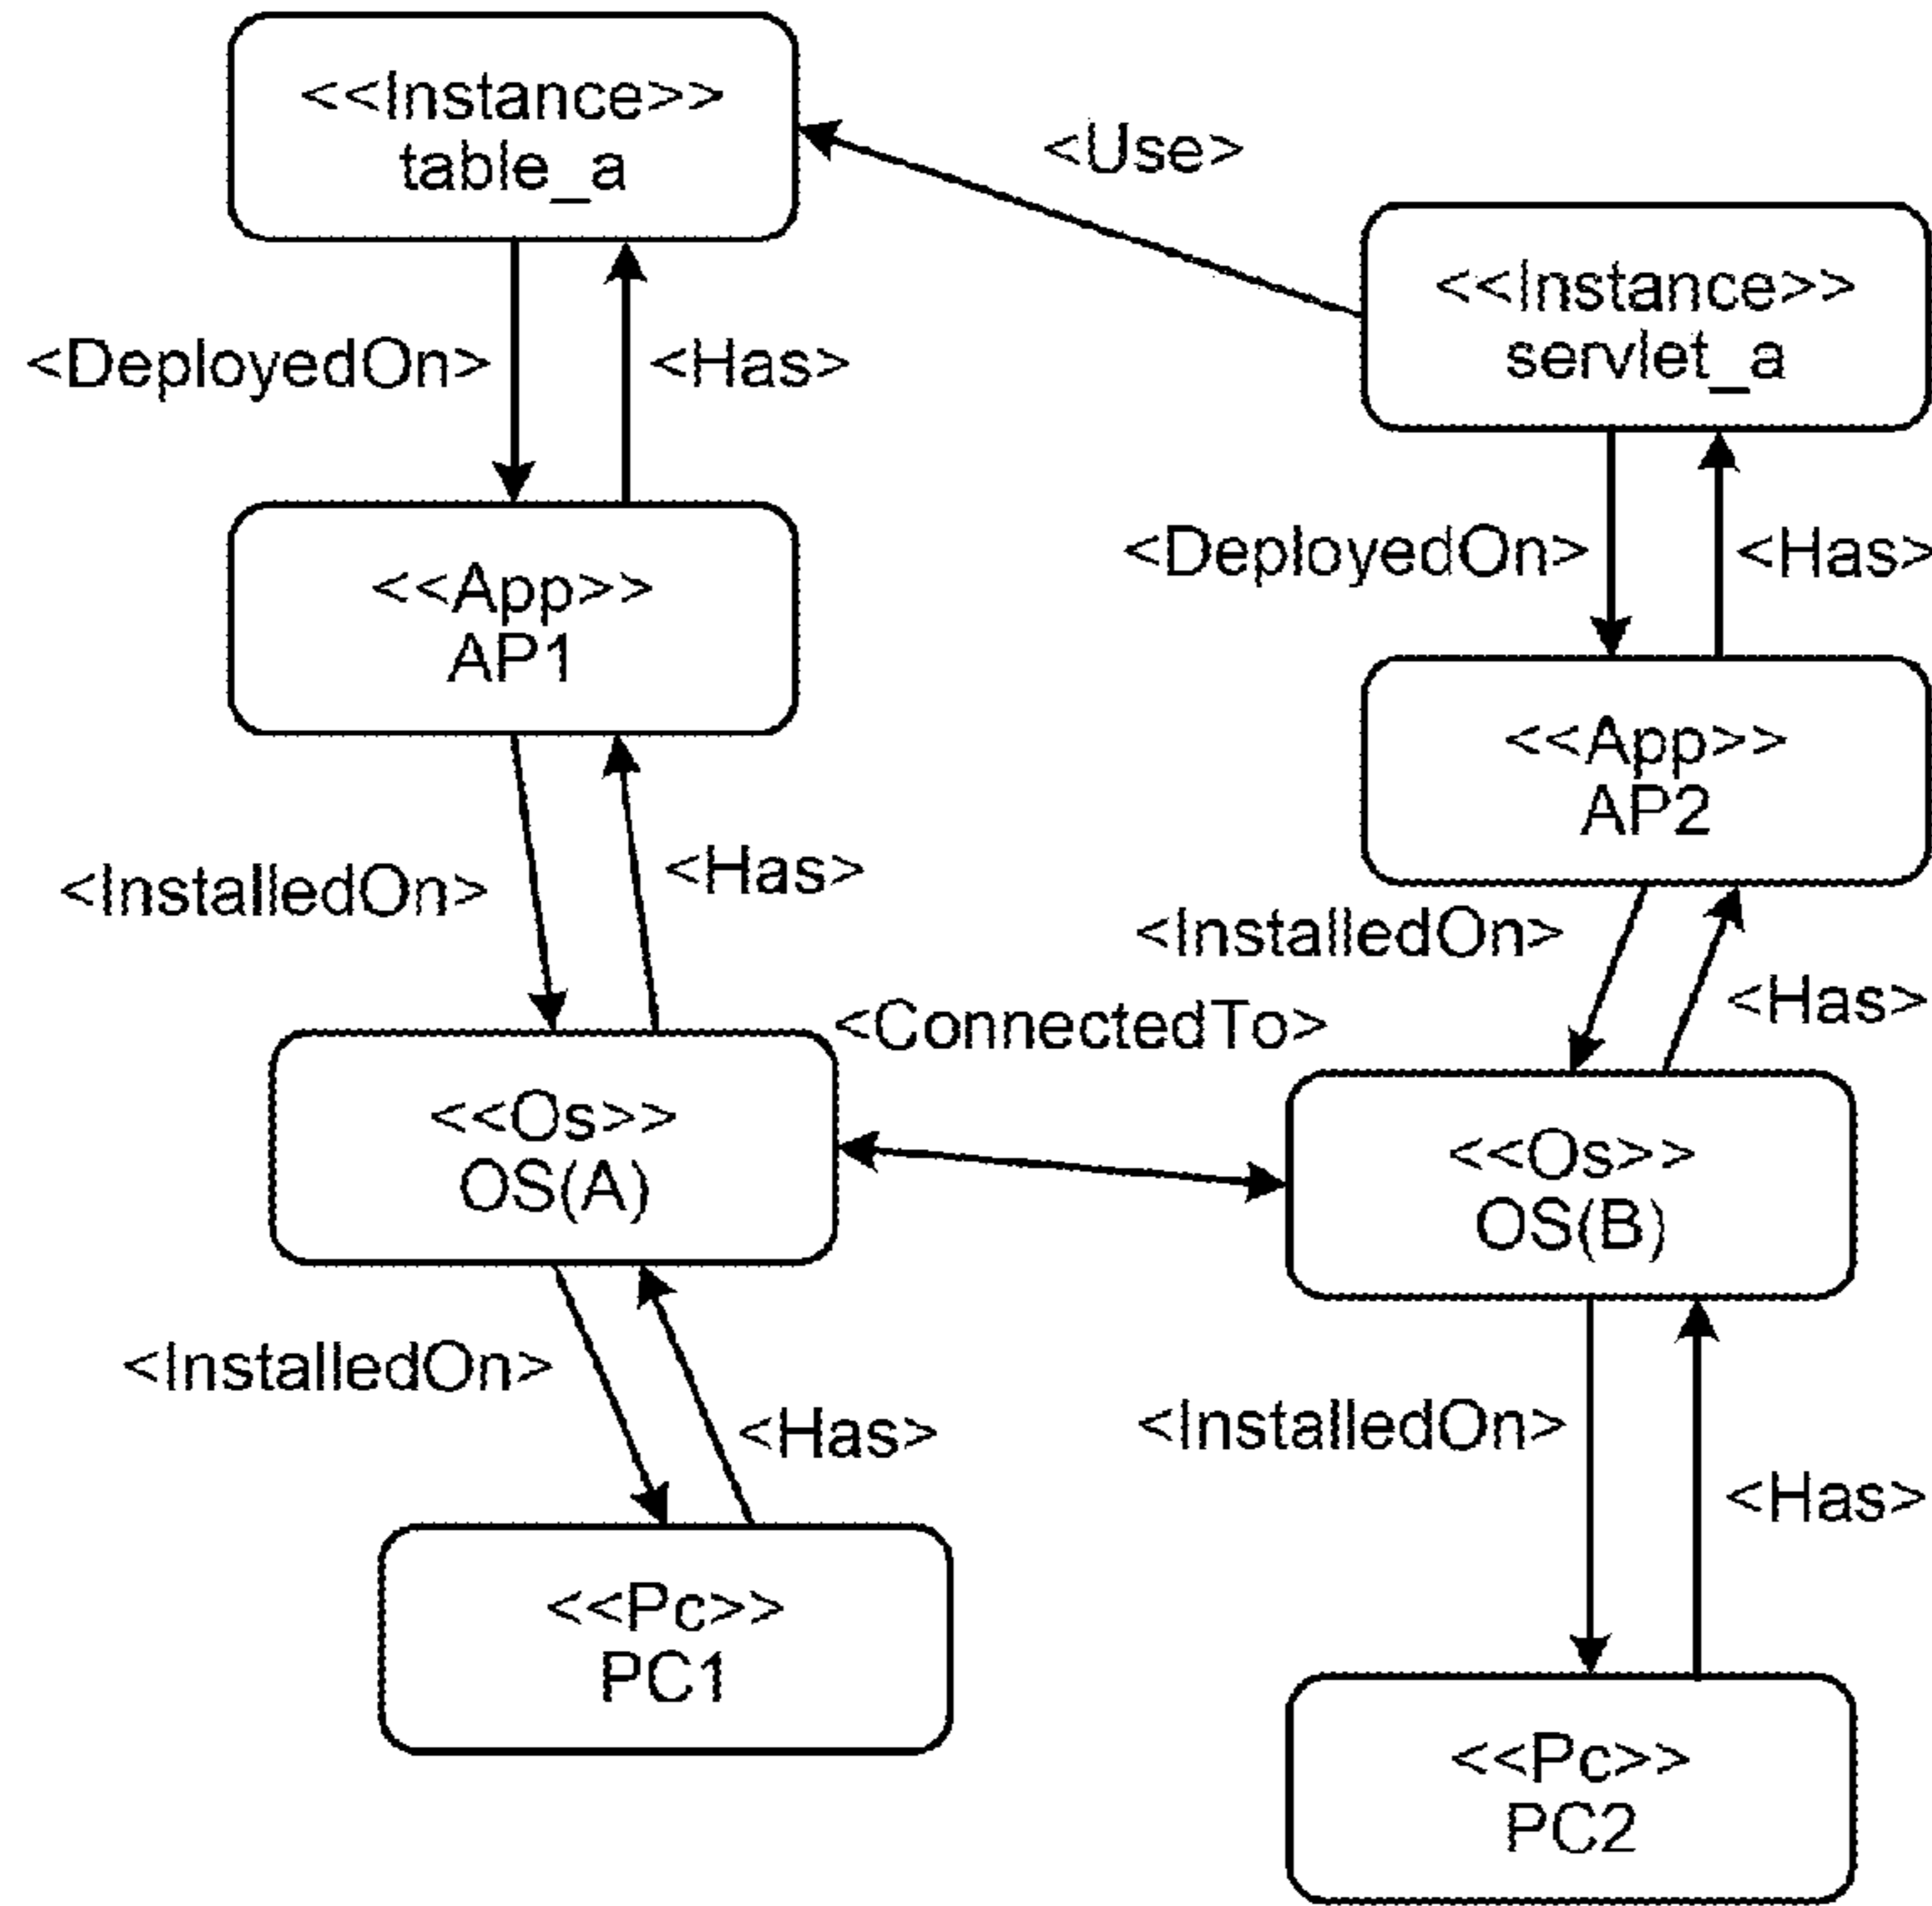 <<Instance>>
table_a
<Use>
<<Instance>>
servlet_a
<DeployedOn>
<Has>
<DeployedOn>
<Has>
<<App>>
AP1
<<App>>
AP2
<InstalledOn>
<Has>
<InstalledOn>
<Has>
<ConnectedTo>
<<Os>>
OS(A)
<<Os>>
OS(B)
<InstalledOn>
<Has>
<InstalledOn>
<Has>
<<Pc>>
PC1
<<Pc>>
PC2